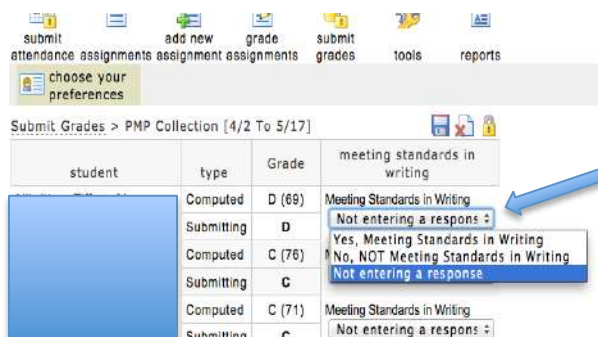 submit attendance
assignments
add new assignment
grade assignments
submit grades
tools
reports
choose your
preferences
Submit Grades > PMP Collection [4/2 To 5/17]
student type Grade meeting standards in writing
Computed D (69) Meeting Standards in Writing
Submitting D Not entering a respons
Yes, Meeting Standards in Writing
Computed C (76) No, NOT Meeting Standards in Writing
Not entering a response
Submitting C
Computed C (71) Meeting Standards in Writing
Submitting C Not entering a respons